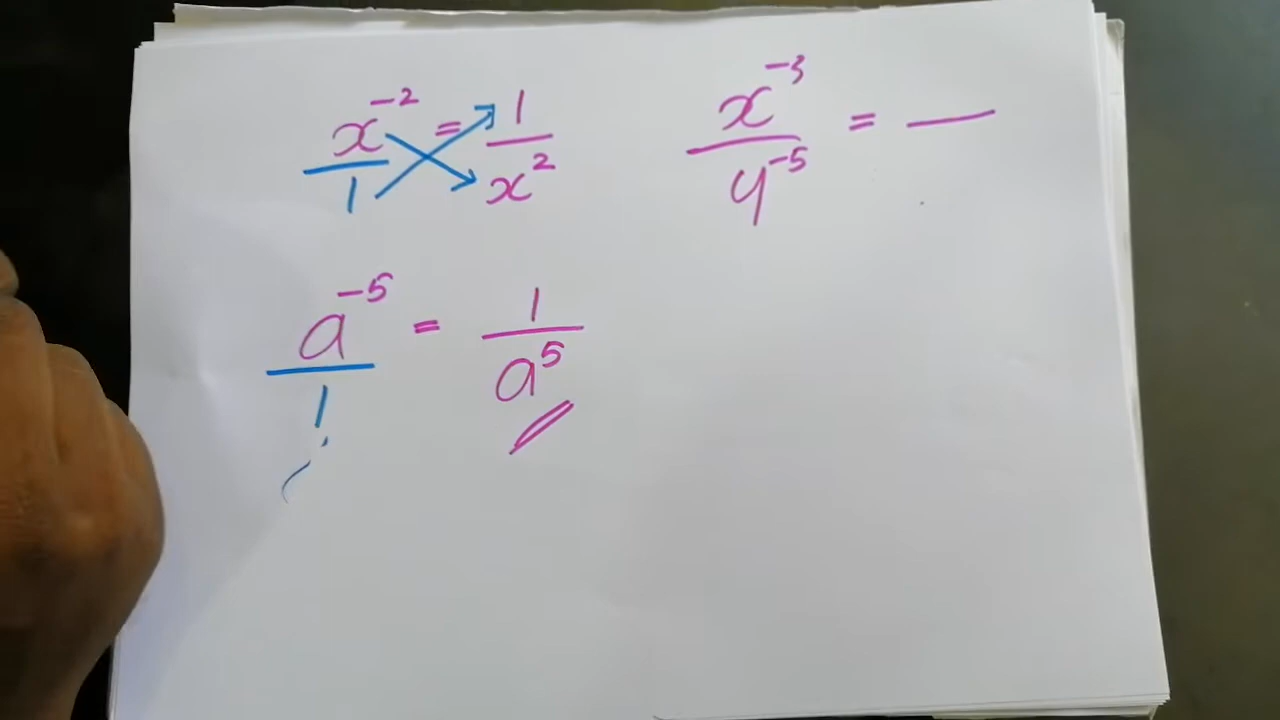 x⁻²/1 = 1/x²
x⁻³/y⁻⁵ = —
a⁻⁵/1 = 1/a⁵